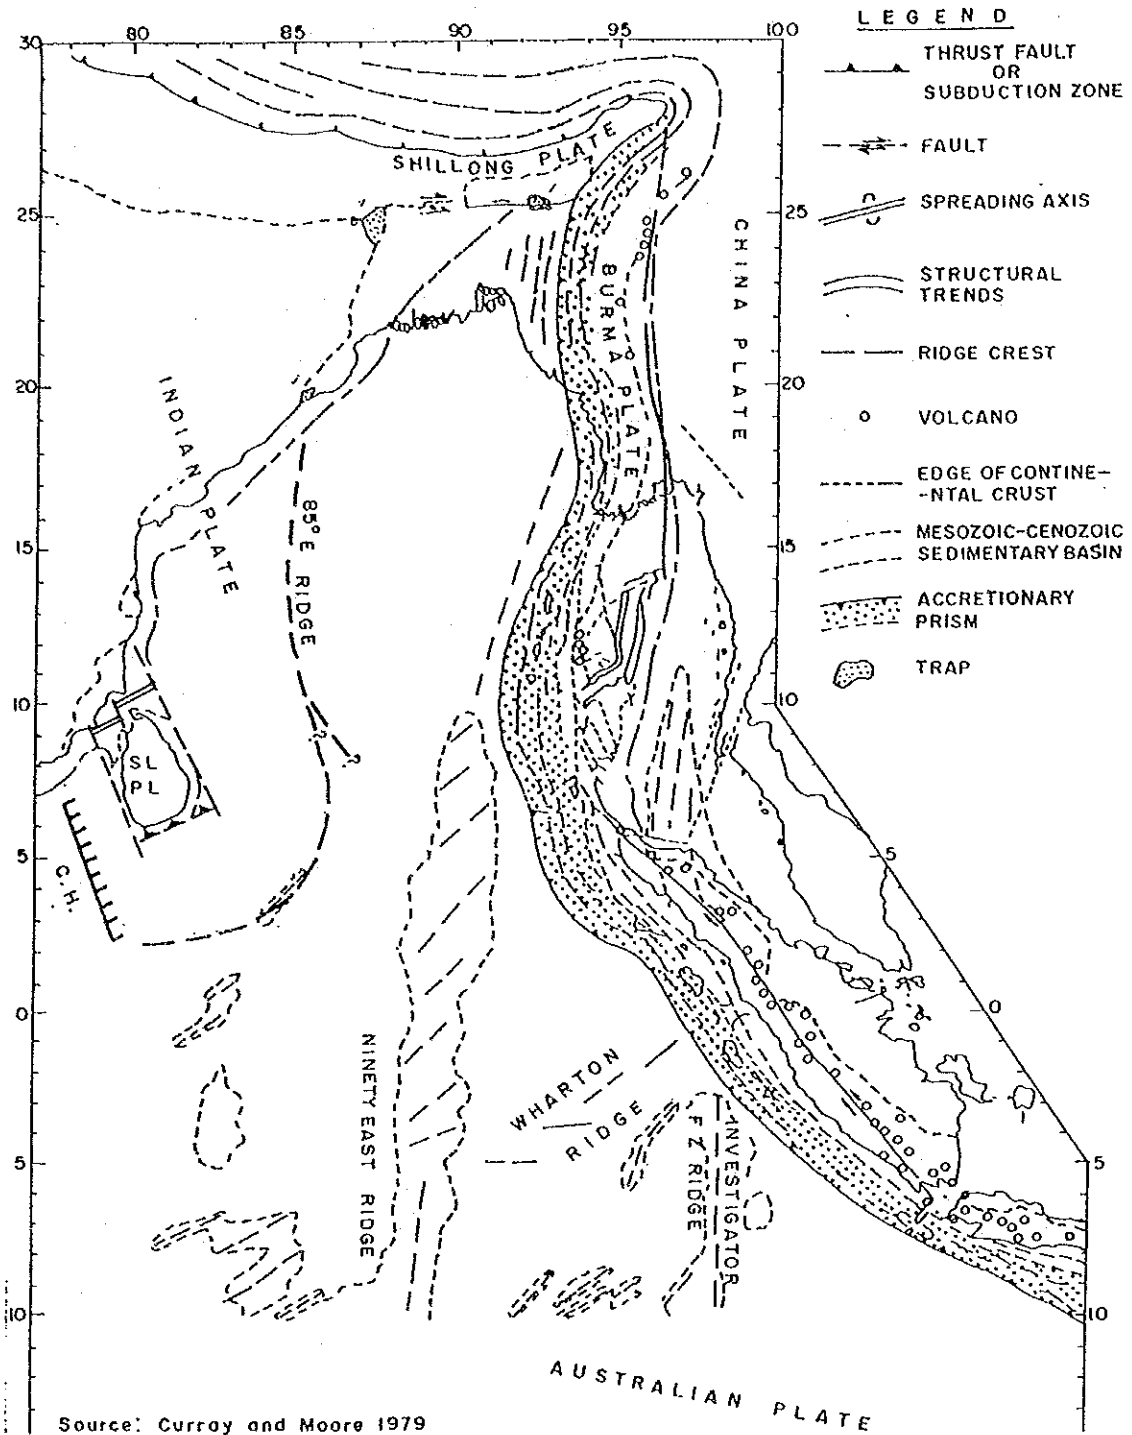 LEGEND
THRUST FAULT
OR
SUBDUCTION ZONE
FAULT
SPREADING AXIS
STRUCTURAL
TRENDS
RIDGE CREST
VOLCANO
EDGE OF CONTINE-
-NTAL CRUST
MESOZOIC-CENOZOIC
SEDIMENTARY BASIN
ACCRETIONARY
PRISM
TRAP
80 85 90 95 100
30
25
20
15
10
5
0
5
10
25
20
15
10
5
0
5
10
SHILLONG PLATE
BURMA PLATE
CHINA PLATE
INDIAN
PLATE
85°E RIDGE
SL
PL
C.H.
NINETYEAST RIDGE
WHARTON
RIDGE
INVESTIGATOR
FZ RIDGE
AUSTRALIAN PLATE
Source: Curray and Moore 1979